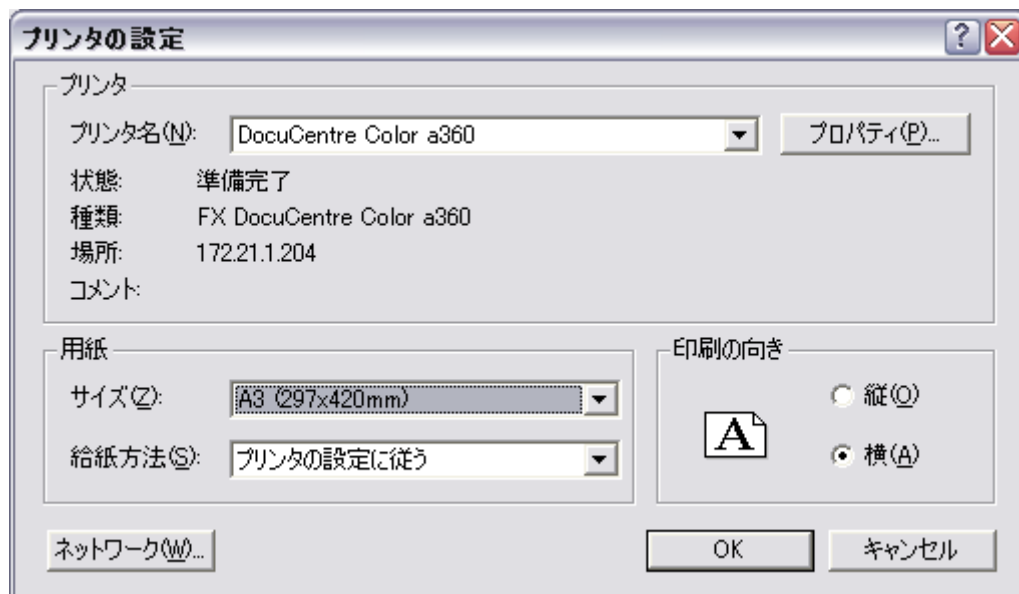 プリンタの設定
プリンタ
プリンタ名(N): DocuCentre Color a360 プロパティ(P)...
状態: 準備完了
種類: FX DocuCentre Color a360
場所: 172.21.1.204
コメント:
用紙
サイズ(Z): A3 (297x420mm)
給紙方法(S): プリンタの設定に従う
印刷の向き
A
縦(O)
横(A)
ネットワーク(W)... OK キャンセル